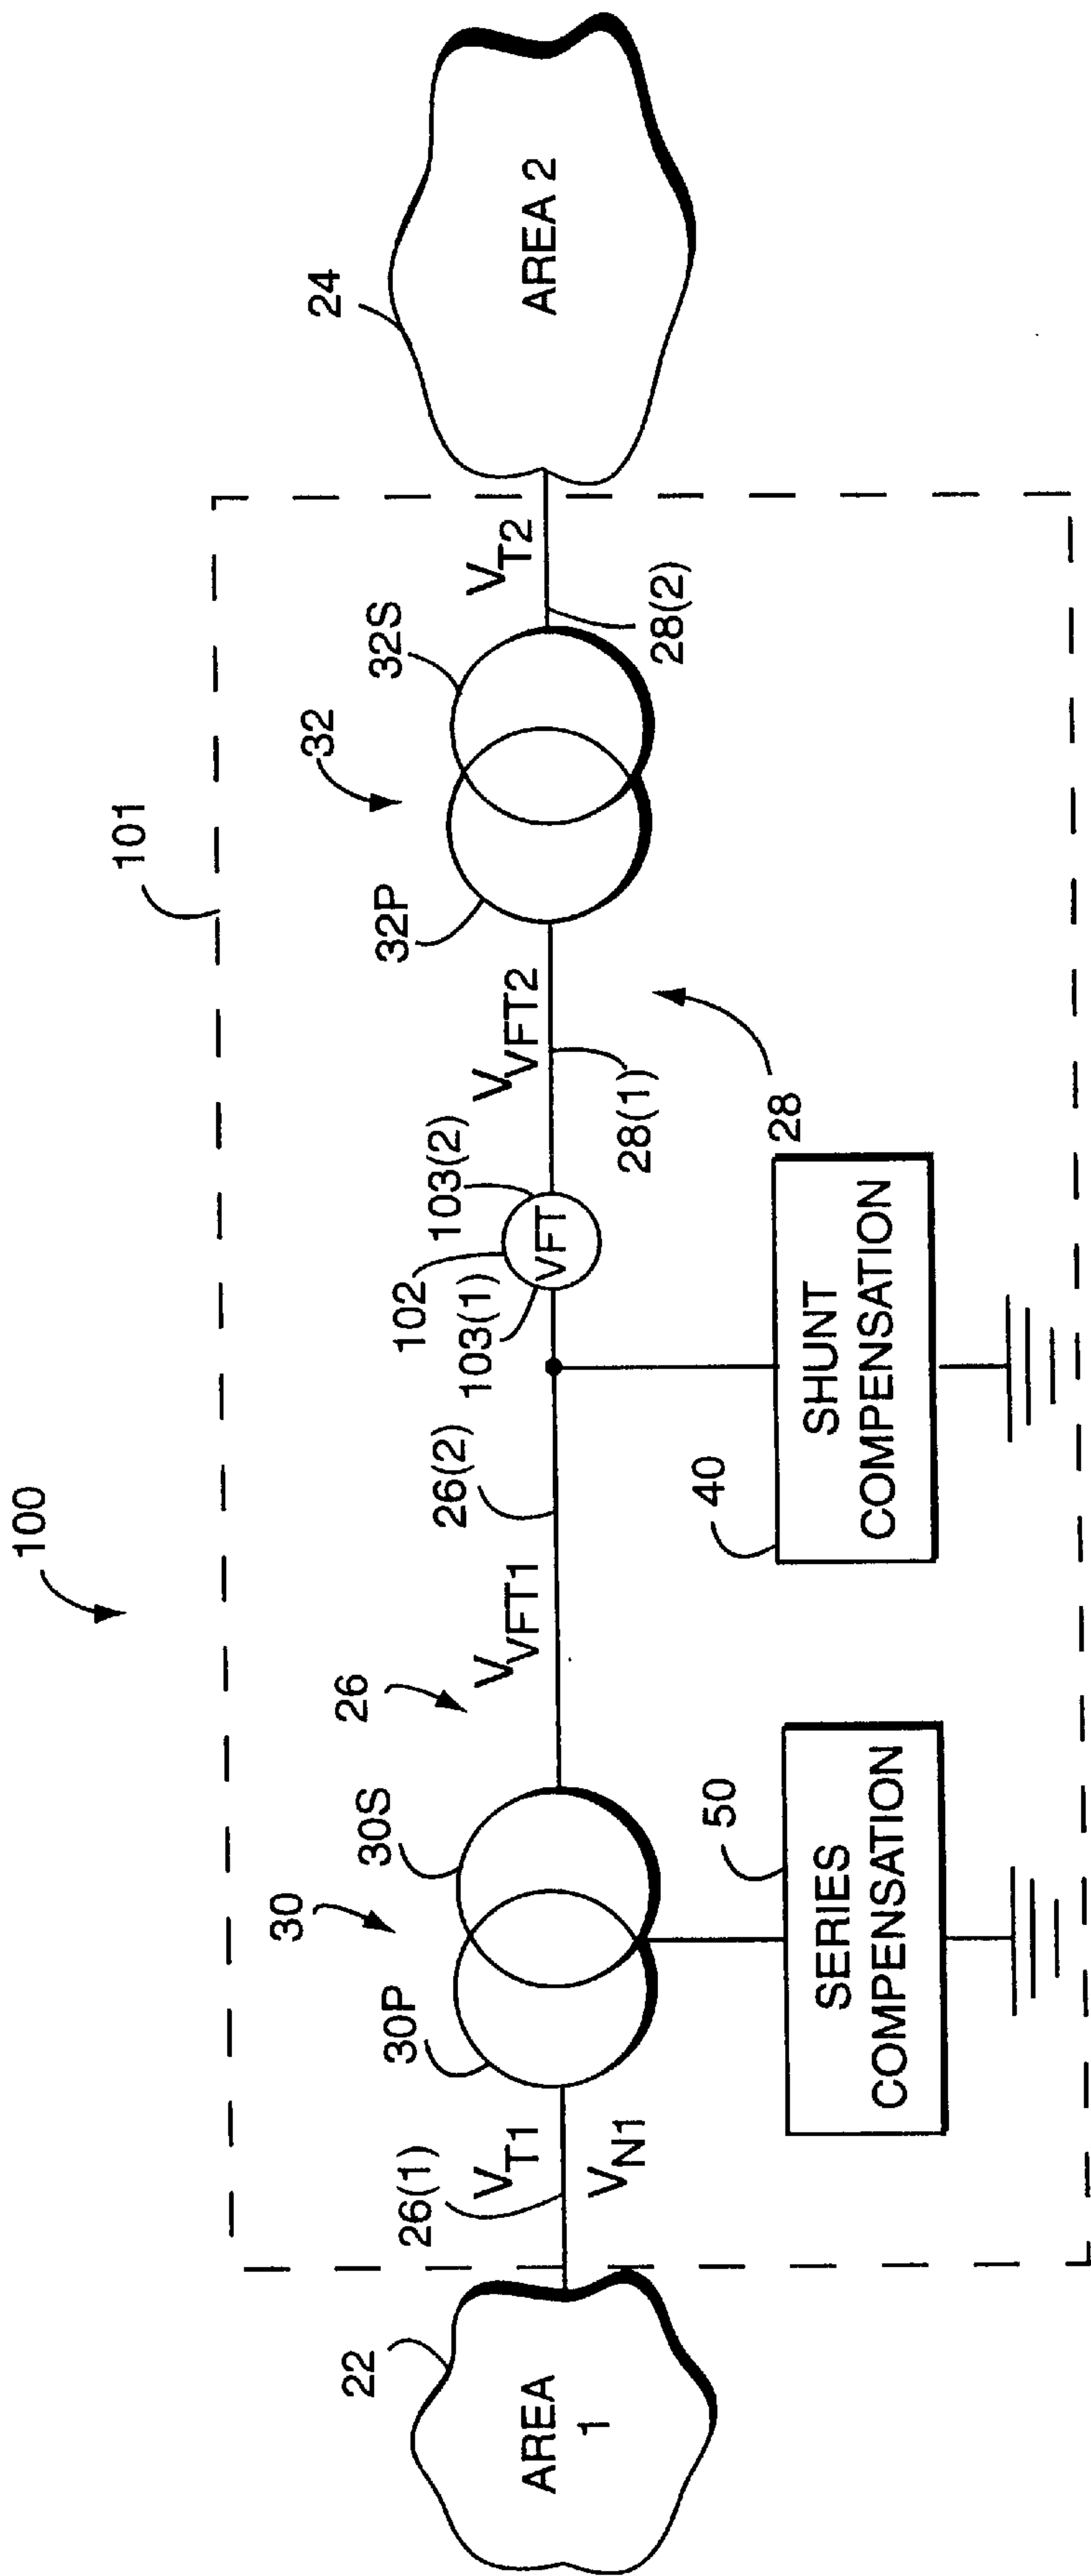 100
101
22
AREA
1
26(1)
V_T1
V_N1
30P
30
30S
26
V_VFT1
26(2)
103(1)
102
103(2)
VFT
V_VFT2
28(1)
28
32P
32
32S
V_T2
28(2)
24
AREA 2
50
SERIES
COMPENSATION
40
SHUNT
COMPENSATION